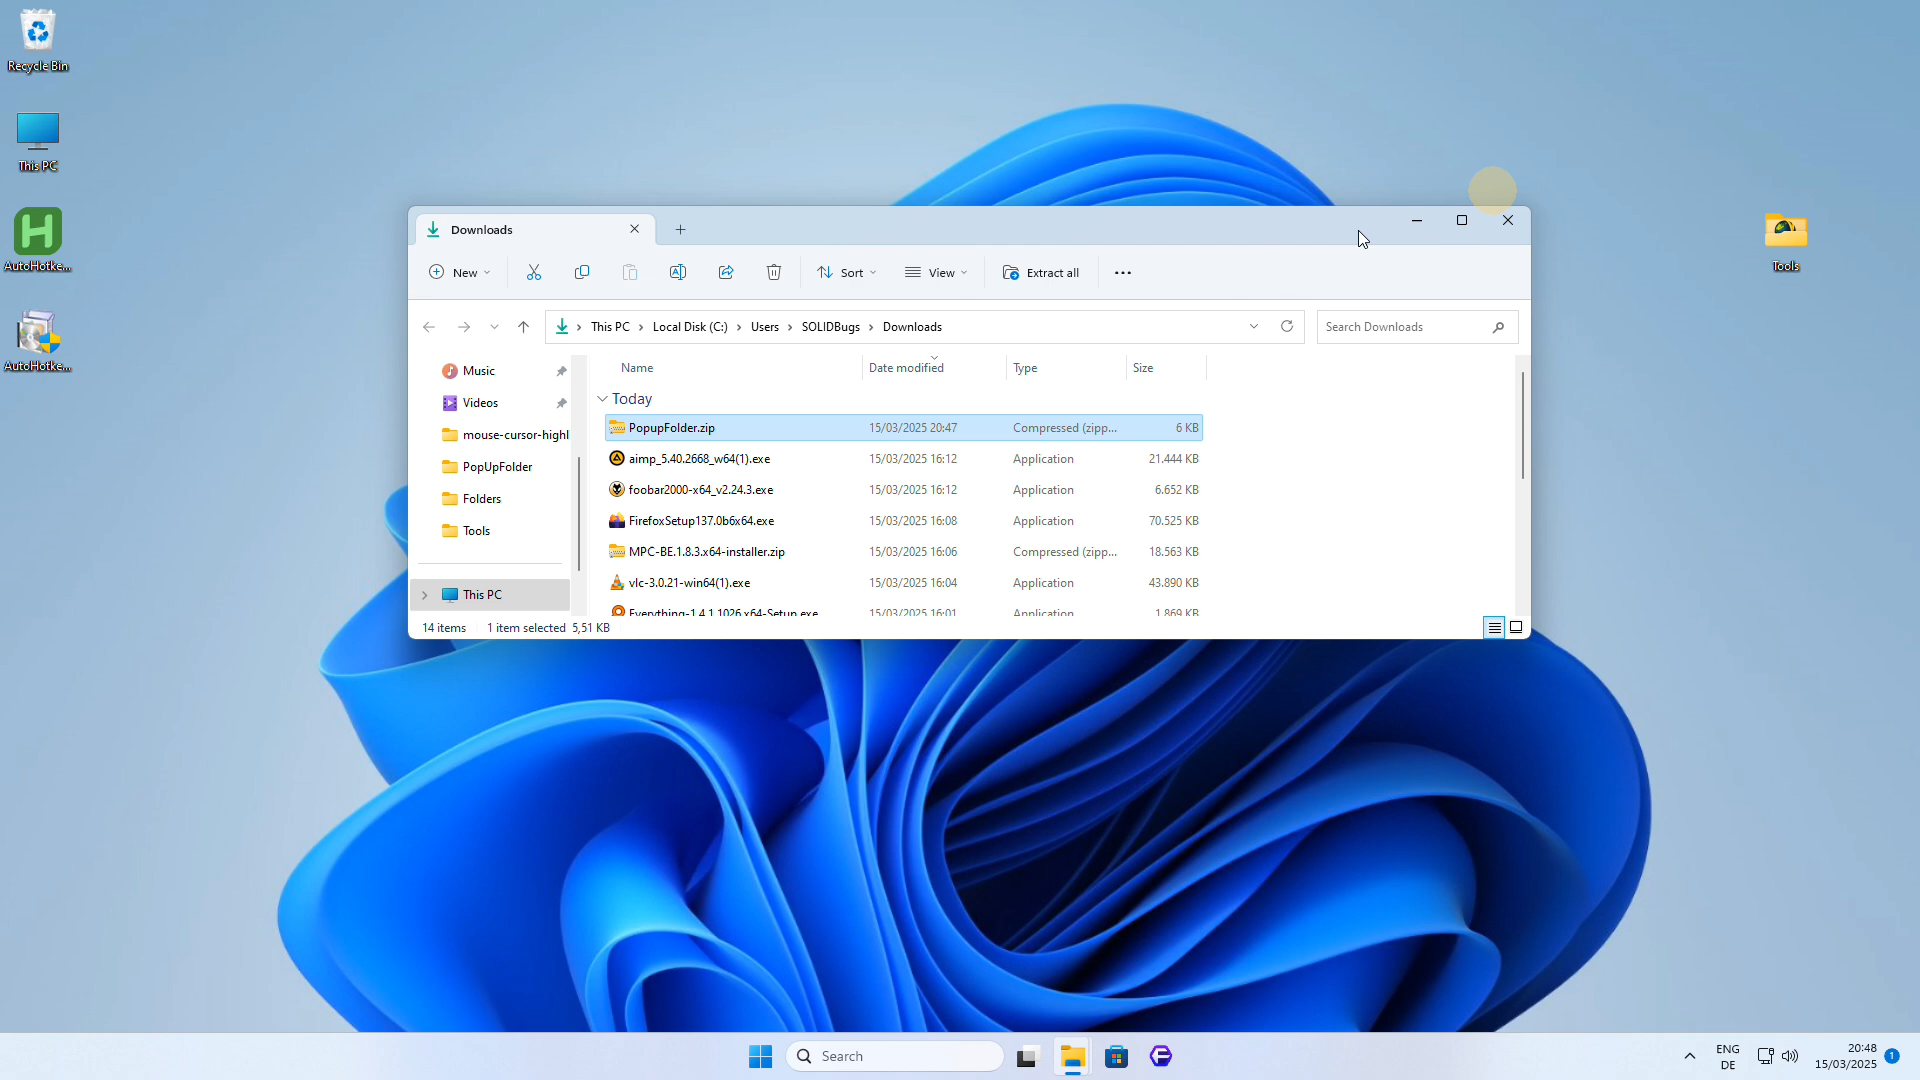 Recycle Bin
This PC
AutoHotke...
AutoHotke...
Tools
Downloads
New
Sort
View
Extract all
This PC
Local Disk (C:)
Users
SOLIDBugs
Downloads
Search Downloads
Music
Videos
mouse-cursor-highl
PopUpFolder
Folders
Tools
This PC
Name Date modified Type Size
Today
PopupFolder.zip 15/03/2025 20:47 Compressed (zipp... 6 KB
aimp_5.40.2668_w64(1).exe 15/03/2025 16:12 Application 21.444 KB
foobar2000-x64_v2.24.3.exe 15/03/2025 16:12 Application 6.652 KB
FirefoxSetup137.0b6x64.exe 15/03/2025 16:08 Application 70.525 KB
MPC-BE.1.8.3.x64-installer.zip 15/03/2025 16:06 Compressed (zipp... 18.563 KB
vlc-3.0.21-win64(1).exe 15/03/2025 16:04 Application 43.890 KB
Everything-1.4.1.1026.x64-Setup.exe 15/03/2025 16:01 Application 1.869 KB
14 items 1 item selected 5,51 KB
Search
ENG
DE
20:48
15/03/2025
1